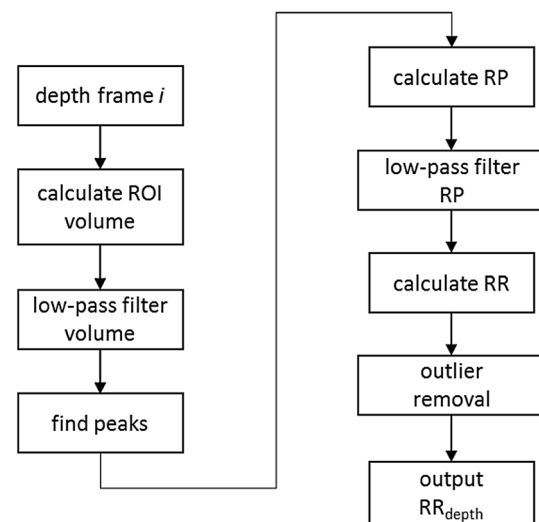 depth frame i
calculate ROI
volume
low-pass filter
volume
find peaks
calculate RP
low-pass filter
RP
calculate RR
outlier
removal
output
RRdepth